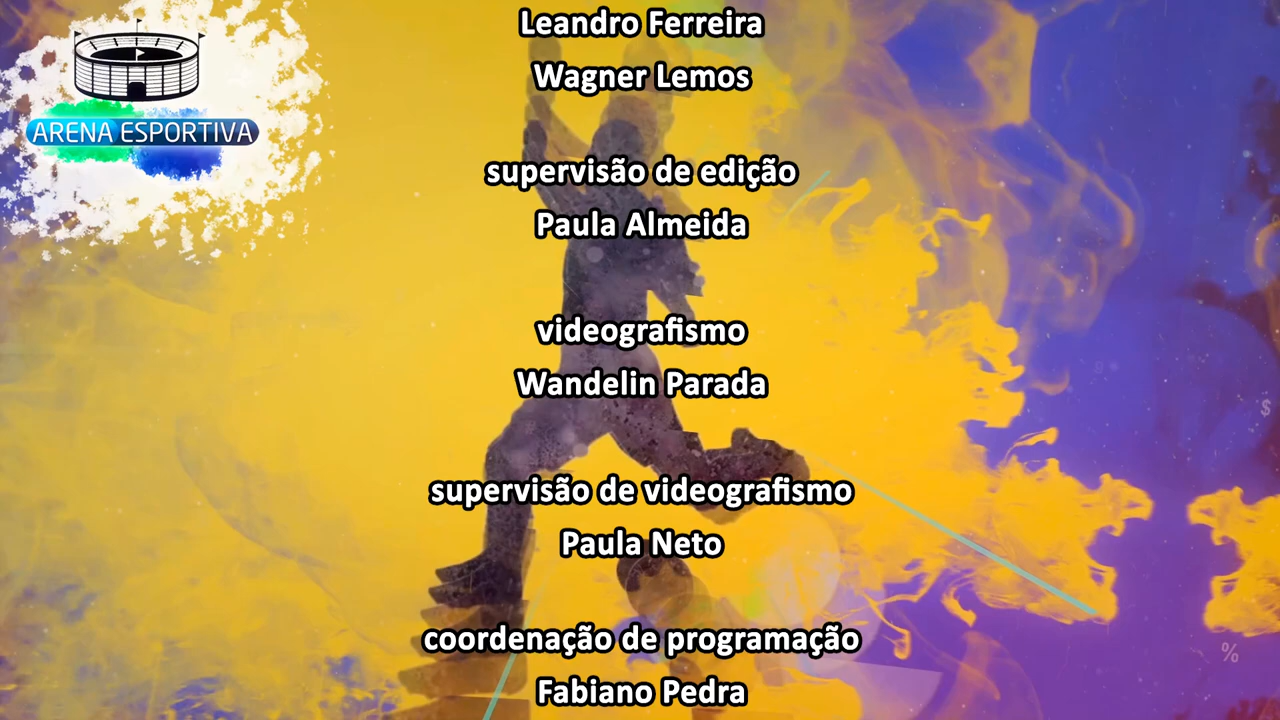 ARENA ESPORTIVA
Leandro Ferreira
Wagner Lemos
supervisão de edição
Paula Almeida
videografismo
Wandelin Parada
supervisão de videografismo
Paula Neto
coordenação de programação
Fabiano Pedra
$
%